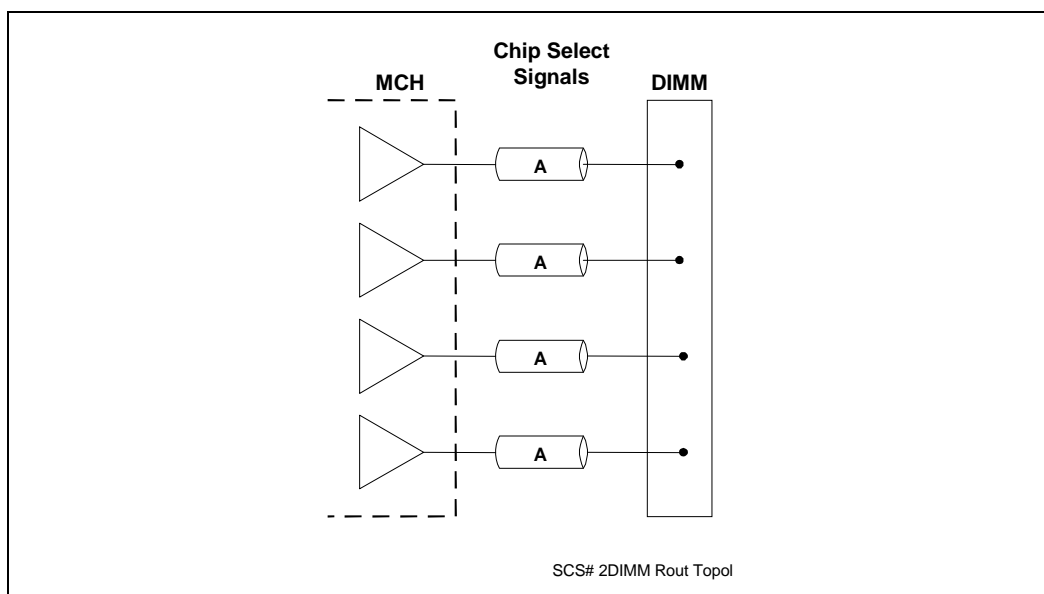 Chip Select
Signals
MCH
DIMM
A
A
A
A
SCS# 2DIMM Rout Topol